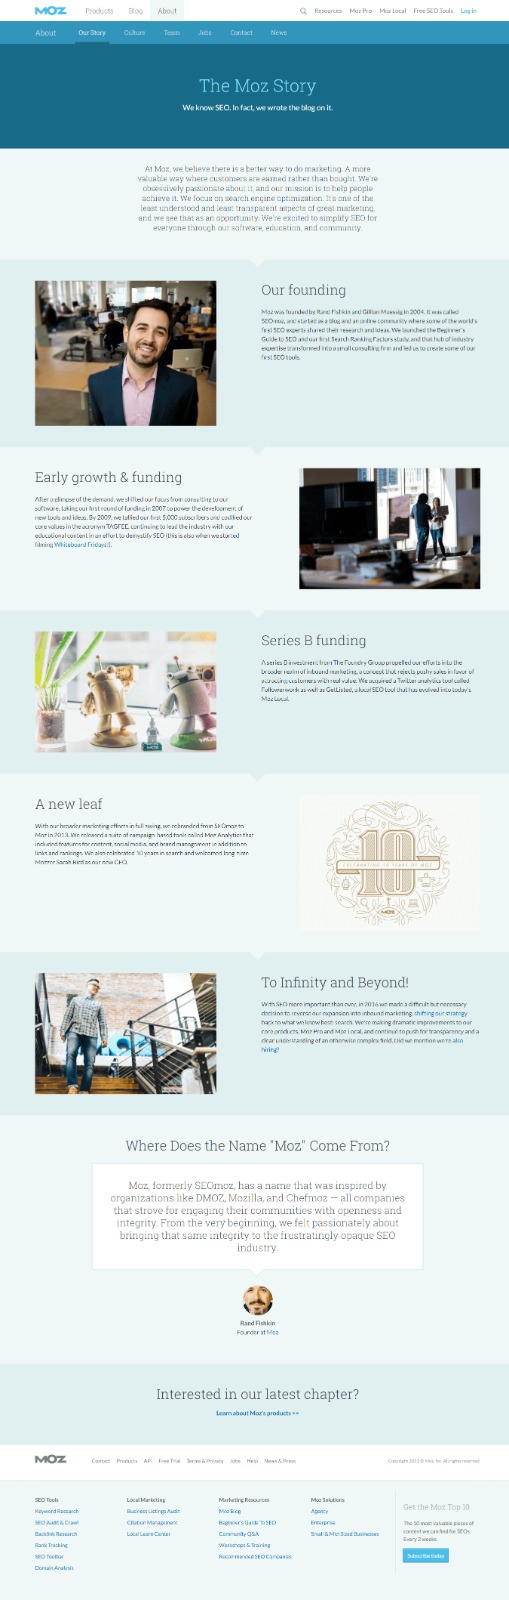 MOZ Products Blog About Resources Moz Pro Moz Local Free SEO Tools Log in
About Our Story Culture Team Jobs Contact News
The Moz Story
We know SEO. In fact, we wrote the blog on it.
At Moz, we believe there is a better way to do marketing. A more
valuable way where customers are earned rather than bought. We're
obsessively passionate about it, and our mission is to help people
achieve it. We focus on search engine optimization. It's one of the
least understood and least transparent aspects of great marketing,
and we see that as an opportunity. We're excited to simplify SEO for
everyone through our software, education, and community.
Our founding
Moz was founded by Rand Fishkin and Gillian Muessig in 2004. It was called
SEOmoz, and started as a blog and an online community where some of the world's
first SEO experts shared their research and ideas. We launched the Beginner's
Guide to SEO and our first Search Ranking Factors study, and that hub of industry
expertise transformed into a small consulting firm and led us to create some of our
first SEO tools.
Early growth & funding
After a glimpse of the demand, we shifted our focus from consulting to our
software, taking our first round of funding in 2007 to power the development of
new tools and ideas. By 2009, we tallied our first 5,000 subscribers and codified our
core values in the acronym TAGFEE, continuing to lead the industry with our
educational content in an effort to demystify SEO (this is also when we started
filming Whiteboard Fridays!).
Series B funding
A series B investment from The Foundry Group propelled our efforts into the
broader realm of inbound marketing, a concept that rejects pushy sales in favor of
attracting customers with real value. We acquired a Twitter analytics tool called
Followerwonk as well as GetListed, a local SEO tool that has evolved into today's
Moz Local.
A new leaf
With our broader marketing efforts in full swing, we rebranded from SEOmoz to
Moz in 2013. We released a suite of campaign-based tools called Moz Analytics that
included features for content, social media, and brand management in addition to
links and rankings. We also celebrated 10 years in search and welcomed long-time
Mozzer Sarah Bird as our new CEO.
10
CELEBRATING 10 YEARS OF MOZ
MOZ
To Infinity and Beyond!
With SEO more important than ever, in 2016 we made a difficult but necessary
decision to reverse our expansion into inbound marketing, shifting our strategy
back to what we know best: search. We're making dramatic improvements to our
core products, Moz Pro and Moz Local, and continue to push for transparency and a
clear understanding of an otherwise complex field. Did we mention we're also
hiring?
Where Does the Name "Moz" Come From?
Moz, formerly SEOmoz, has a name that was inspired by
organizations like DMOZ, Mozilla, and Chefmoz — all companies
that strove for engaging their communities with openness and
integrity. From the very beginning, we felt passionately about
bringing that same integrity to the frustratingly opaque SEO
industry.
Rand Fishkin
Founder at Moz
Interested in our latest chapter?
Learn about Moz's products >>
MOZ Contact Products API Free Trial Terms & Privacy Jobs Help News & Press
Copyright © Moz, Inc. All rights reserved
SEO Tools
Keyword Research
SEO Audit & Crawl
Backlink Research
Rank Tracking
SEO Toolbar
Domain Analysis
Local Marketing
Business Listings Audit
Citation Management
Local Learn Center
Marketing Resources
Moz Blog
Beginner's Guide To SEO
Community Q&A
Workshops & Training
Recommended SEO Companies
Moz Solutions
Agency
Enterprise
Small & Mid-Sized Businesses
Get the Moz Top 10
The 10 most valuable pieces of
content we can find for SEOs.
Every 2 weeks.
Subscribe today